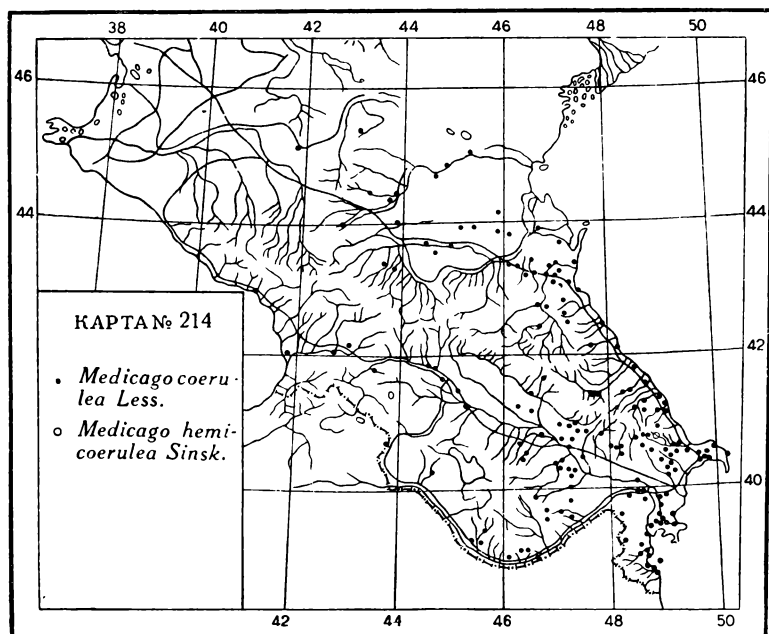 38 40 42 44 46 48 50
46 46
44 44
КАРТА № 214
42
• Medicago coeru-
lea Less.
○ Medicago hemi-
coerulea Sinsk.
40
42 44 46 48 50